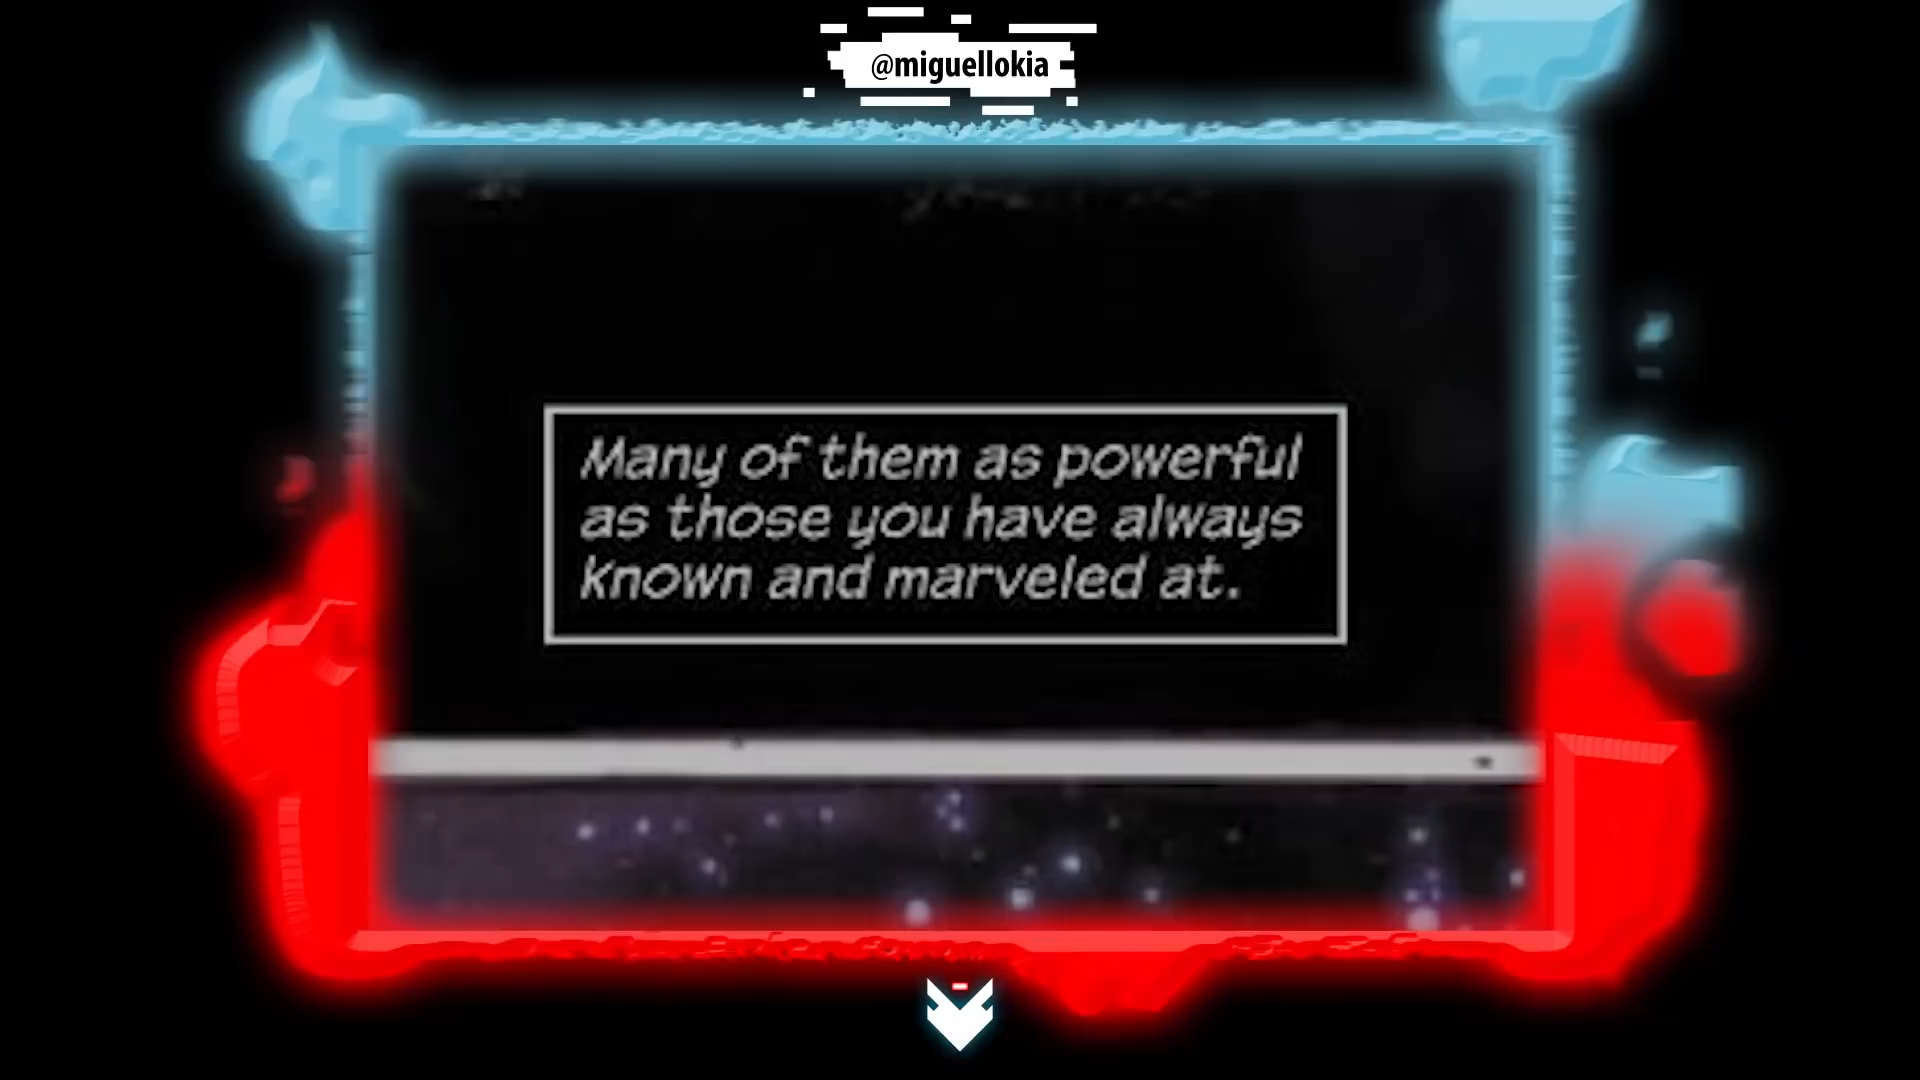 @miguellokia
Many of them as powerful
as those you have always
known and marveled at.